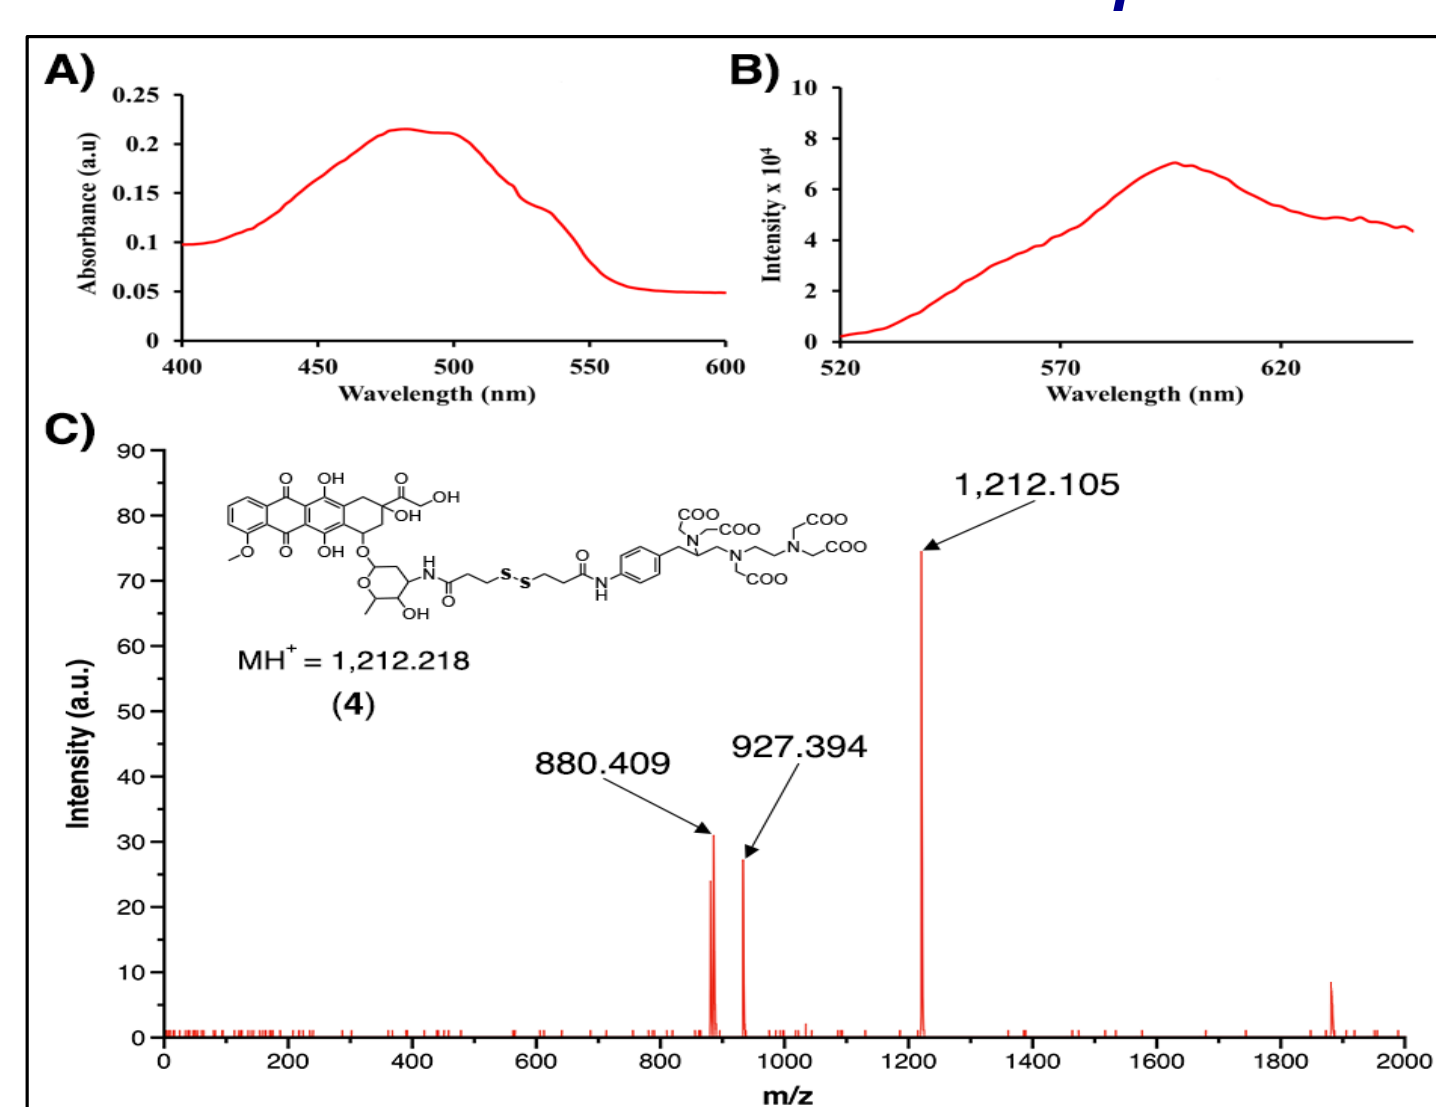 A)
0.25
0.2
0.15
0.1
0.05
0
Absorbance (a.u)
400 450 500 550 600
Wavelength (nm)
B)
10
8
6
4
2
0
Intensity x 10⁴
520 570 620
Wavelength (nm)
C)
90
80
70
60
50
40
30
20
10
0
Intensity (a.u.)
O OH O
OH
OH
O O OH O
O
OH
H
N
O
S
S
O
N
H
COO
COO
N
N
COO
N
COO
COO
MH⁺ = 1,212.218
(4)
880.409
927.394
1,212.105
0 200 400 600 800 1000 1200 1400 1600 1800 2000
m/z